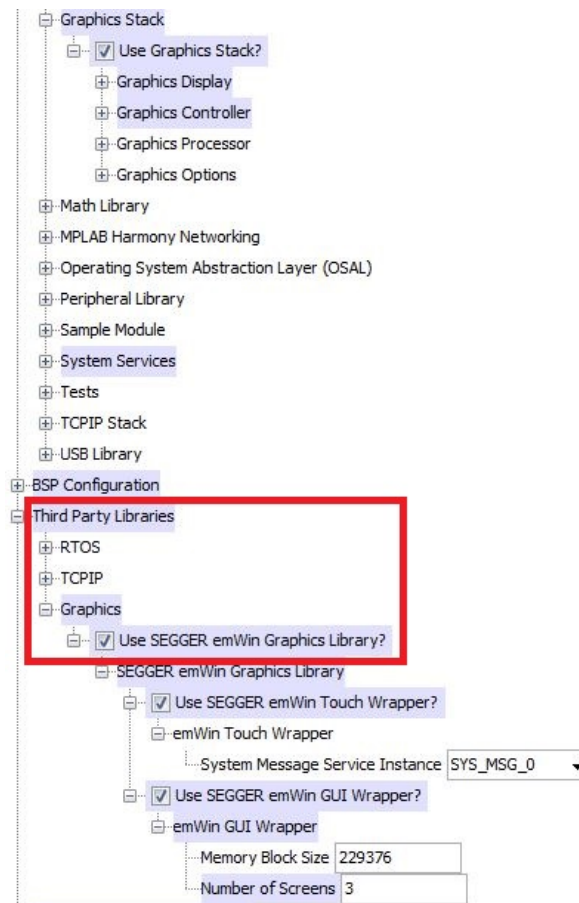 Graphics Stack
Use Graphics Stack?
Graphics Display
Graphics Controller
Graphics Processor
Graphics Options
Math Library
MPLAB Harmony Networking
Operating System Abstraction Layer (OSAL)
Peripheral Library
Sample Module
System Services
Tests
TCPIP Stack
USB Library
BSP Configuration
Third Party Libraries
RTOS
TCPIP
Graphics
Use SEGGER emWin Graphics Library?
SEGGER emWin Graphics Library
Use SEGGER emWin Touch Wrapper?
emWin Touch Wrapper
System Message Service Instance SYS_MSG_0
Use SEGGER emWin GUI Wrapper?
emWin GUI Wrapper
Memory Block Size 229376
Number of Screens 3